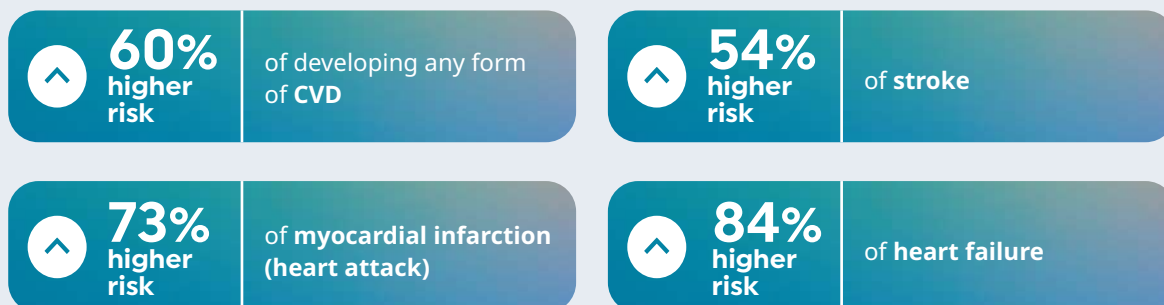 60%
higher
risk
of developing any form
of CVD
54%
higher
risk
of stroke
73%
higher
risk
of myocardial infarction
(heart attack)
84%
higher
risk
of heart failure